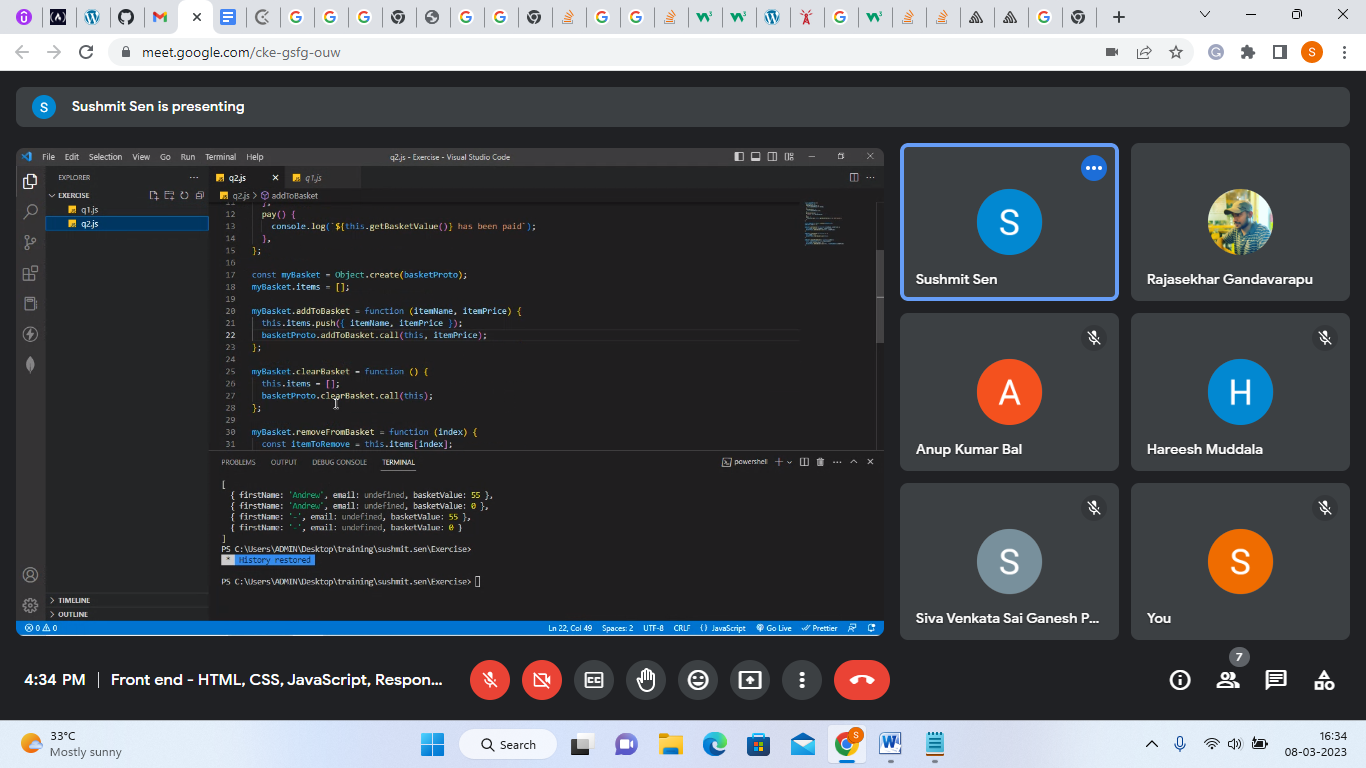 meet.google.com/cke-gsfg-ouw
S
S
Sushmit Sen is presenting
File Edit Selection View Go Run Terminal Help
q2.js - Exercise - Visual Studio Code
EXPLORER
EXERCISE
q1.js
q2.js
TIMELINE
OUTLINE
q2.js
q1.js
q2.js > addToBasket
12 pay() {
13 console.log(`${this.getBasketValue()} has been paid`);
14 },
15 };
16
17 const myBasket = Object.create(basketProto);
18 myBasket.items = [];
19
20 myBasket.addToBasket = function (itemName, itemPrice) {
21 this.items.push({ itemName, itemPrice });
22 basketProto.addToBasket.call(this, itemPrice);
23 };
24
25 myBasket.clearBasket = function () {
26 this.items = [];
27 basketProto.clearBasket.call(this);
28 };
29
30 myBasket.removeFromBasket = function (index) {
31 const itemToRemove = this.items[index];
PROBLEMS OUTPUT DEBUG CONSOLE TERMINAL
powershell
[
{ firstName: 'Andrew', email: undefined, basketValue: 55 },
{ firstName: 'Andrew', email: undefined, basketValue: 0 },
{ firstName: '-', email: undefined, basketValue: 55 },
{ firstName: '-', email: undefined, basketValue: 0 }
]
PS C:\Users\ADMIN\Desktop\training\sushmit.sen\Exercise>
* History restored
PS C:\Users\ADMIN\Desktop\training\sushmit.sen\Exercise>
0 0
Ln 22, Col 49 Spaces: 2 UTF-8 CRLF {} JavaScript Go Live Prettier
S
Sushmit Sen
Rajasekhar Gandavarapu
A
Anup Kumar Bal
H
Hareesh Muddala
S
Siva Venkata Sai Ganesh P...
S
You
4:34 PM | Front end - HTML, CSS, JavaScript, Respon...
7
33°C
Mostly sunny
Search
S
16:34
08-03-2023